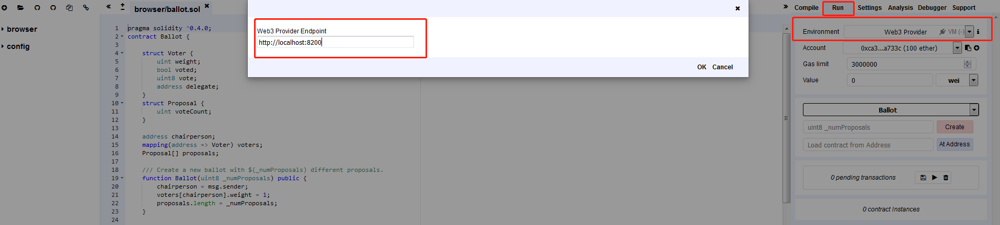 browser/ballot.sol
browser
config
1 pragma solidity ^0.4.0;
2 contract Ballot {
3
4 struct Voter {
5 uint weight;
6 bool voted;
7 uint8 vote;
8 address delegate;
9 }
10 struct Proposal {
11 uint voteCount;
12 }
13
14 address chairperson;
15 mapping(address => Voter) voters;
16 Proposal[] proposals;
17
18 /// Create a new ballot with $(_numProposals) different proposals.
19 function Ballot(uint8 _numProposals) public {
20 chairperson = msg.sender;
21 voters[chairperson].weight = 1;
22 proposals.length = _numProposals;
23 }
24
Web3 Provider Endpoint
http://localhost:8200
OK Cancel
Compile Run Settings Analysis Debugger Support
Environment Web3 Provider VM (-)
Account 0xca3...a733c (100 ether)
Gas limit 3000000
Value 0 wei
Ballot
uint8 _numProposals Create
Load contract from Address At Address
0 pending transactions
0 contract Instances